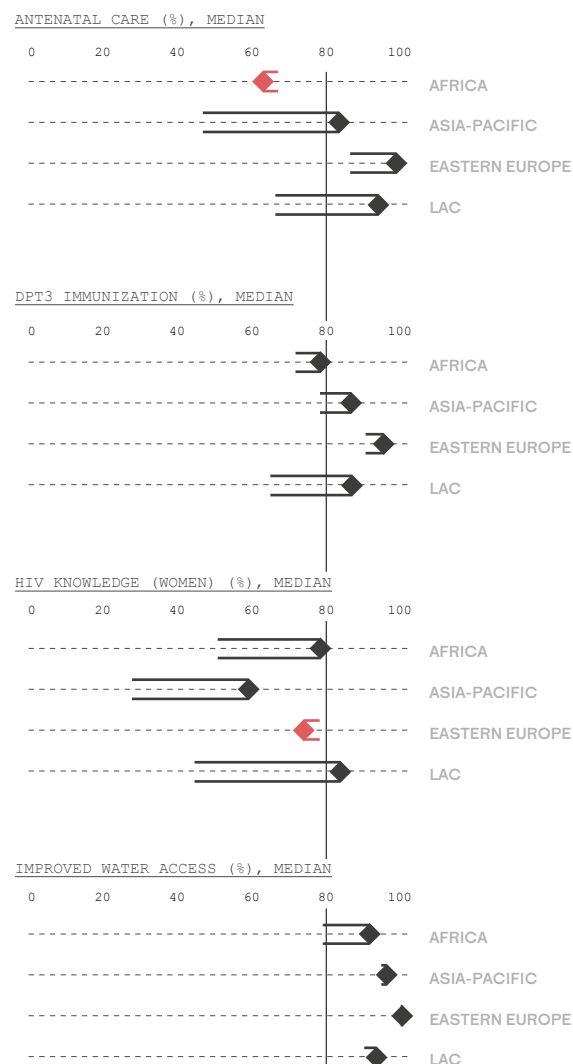 ANTENATAL CARE (%), MEDIAN
0 20 40 60 80 100
AFRICA
ASIA-PACIFIC
EASTERN EUROPE
LAC
DPT3 IMMUNIZATION (%), MEDIAN
0 20 40 60 80 100
AFRICA
ASIA-PACIFIC
EASTERN EUROPE
LAC
HIV KNOWLEDGE (WOMEN) (%), MEDIAN
0 20 40 60 80 100
AFRICA
ASIA-PACIFIC
EASTERN EUROPE
LAC
IMPROVED WATER ACCESS (%), MEDIAN
0 20 40 60 80 100
AFRICA
ASIA-PACIFIC
EASTERN EUROPE
LAC